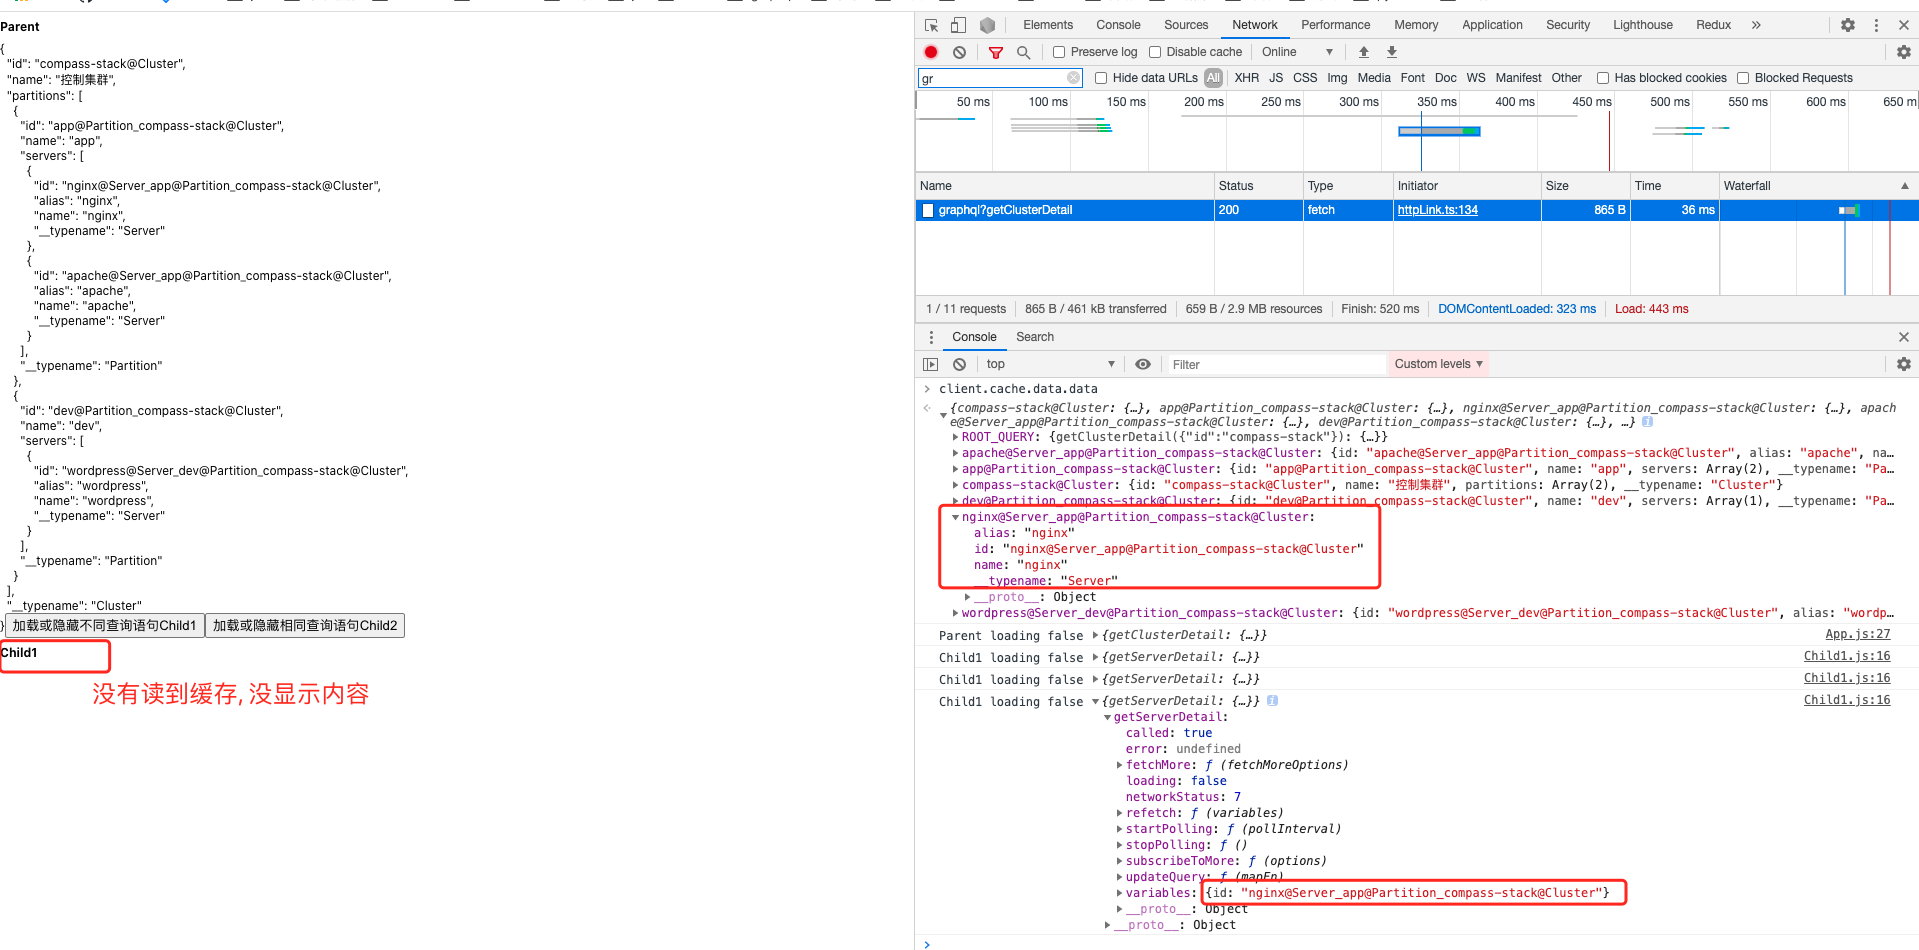 Parent
{
"id": "compass-stack@Cluster",
"name": "控制集群",
"partitions": [
{
"id": "app@Partition_compass-stack@Cluster",
"name": "app",
"servers": [
{
"id": "nginx@Server_app@Partition_compass-stack@Cluster",
"alias": "nginx",
"name": "nginx",
"__typename": "Server"
},
{
"id": "apache@Server_app@Partition_compass-stack@Cluster",
"alias": "apache",
"name": "apache",
"__typename": "Server"
}
],
"__typename": "Partition"
},
{
"id": "dev@Partition_compass-stack@Cluster",
"name": "dev",
"servers": [
{
"id": "wordpress@Server_dev@Partition_compass-stack@Cluster",
"alias": "wordpress",
"name": "wordpress",
"__typename": "Server"
}
],
"__typename": "Partition"
}
],
"__typename": "Cluster"
} 加载或隐藏不同查询语句Child1 加载或隐藏相同查询语句Child2
Child1
没有读到缓存, 没显示内容
Elements Console Sources Network Performance Memory Application Security Lighthouse Redux »
Preserve log Disable cache Online ▼
gr Hide data URLs All XHR JS CSS Img Media Font Doc WS Manifest Other Has blocked cookies Blocked Requests
50 ms 100 ms 150 ms 200 ms 250 ms 300 ms 350 ms 400 ms 450 ms 500 ms 550 ms 600 ms 650 m
Name Status Type Initiator Size Time Waterfall ▲
graphql?getClusterDetail 200 fetch httpLink.ts:134 865 B 36 ms
1 / 11 requests 865 B / 461 kB transferred 659 B / 2.9 MB resources Finish: 520 ms DOMContentLoaded: 323 ms Load: 443 ms
Console Search
top ▼ Filter Custom levels ▼
> client.cache.data.data
{compass-stack@Cluster: {…}, app@Partition_compass-stack@Cluster: {…}, nginx@Server_app@Partition_compass-stack@Cluster: {…}, apach
e@Server_app@Partition_compass-stack@Cluster: {…}, dev@Partition_compass-stack@Cluster: {…}, …} i
▶ROOT_QUERY: {getClusterDetail({"id":"compass-stack"}): {…}}
▶apache@Server_app@Partition_compass-stack@Cluster: {id: "apache@Server_app@Partition_compass-stack@Cluster", alias: "apache", na…
▶app@Partition_compass-stack@Cluster: {id: "app@Partition_compass-stack@Cluster", name: "app", servers: Array(2), __typename: "Pa…
▶compass-stack@Cluster: {id: "compass-stack@Cluster", name: "控制集群", partitions: Array(2), __typename: "Cluster"}
▶dev@Partition_compass-stack@Cluster: {id: "dev@Partition_compass-stack@Cluster", name: "dev", servers: Array(1), __typename: "Pa…
▼nginx@Server_app@Partition_compass-stack@Cluster:
alias: "nginx"
id: "nginx@Server_app@Partition_compass-stack@Cluster"
name: "nginx"
__typename: "Server"
▶__proto__: Object
▶wordpress@Server_dev@Partition_compass-stack@Cluster: {id: "wordpress@Server_dev@Partition_compass-stack@Cluster", alias: "wordp…
Parent loading false ▶{getClusterDetail: {…}} App.js:27
Child1 loading false ▶{getServerDetail: {…}} Child1.js:16
Child1 loading false ▶{getServerDetail: {…}} Child1.js:16
Child1 loading false ▼{getServerDetail: {…}} i Child1.js:16
▼getServerDetail:
called: true
error: undefined
▶fetchMore: ƒ (fetchMoreOptions)
loading: false
networkStatus: 7
▶refetch: ƒ (variables)
▶startPolling: ƒ (pollInterval)
▶stopPolling: ƒ ()
▶subscribeToMore: ƒ (options)
▶updateQuery: ƒ (mapFn)
▶variables: {id: "nginx@Server_app@Partition_compass-stack@Cluster"}
▶__proto__: Object
▶__proto__: Object
>